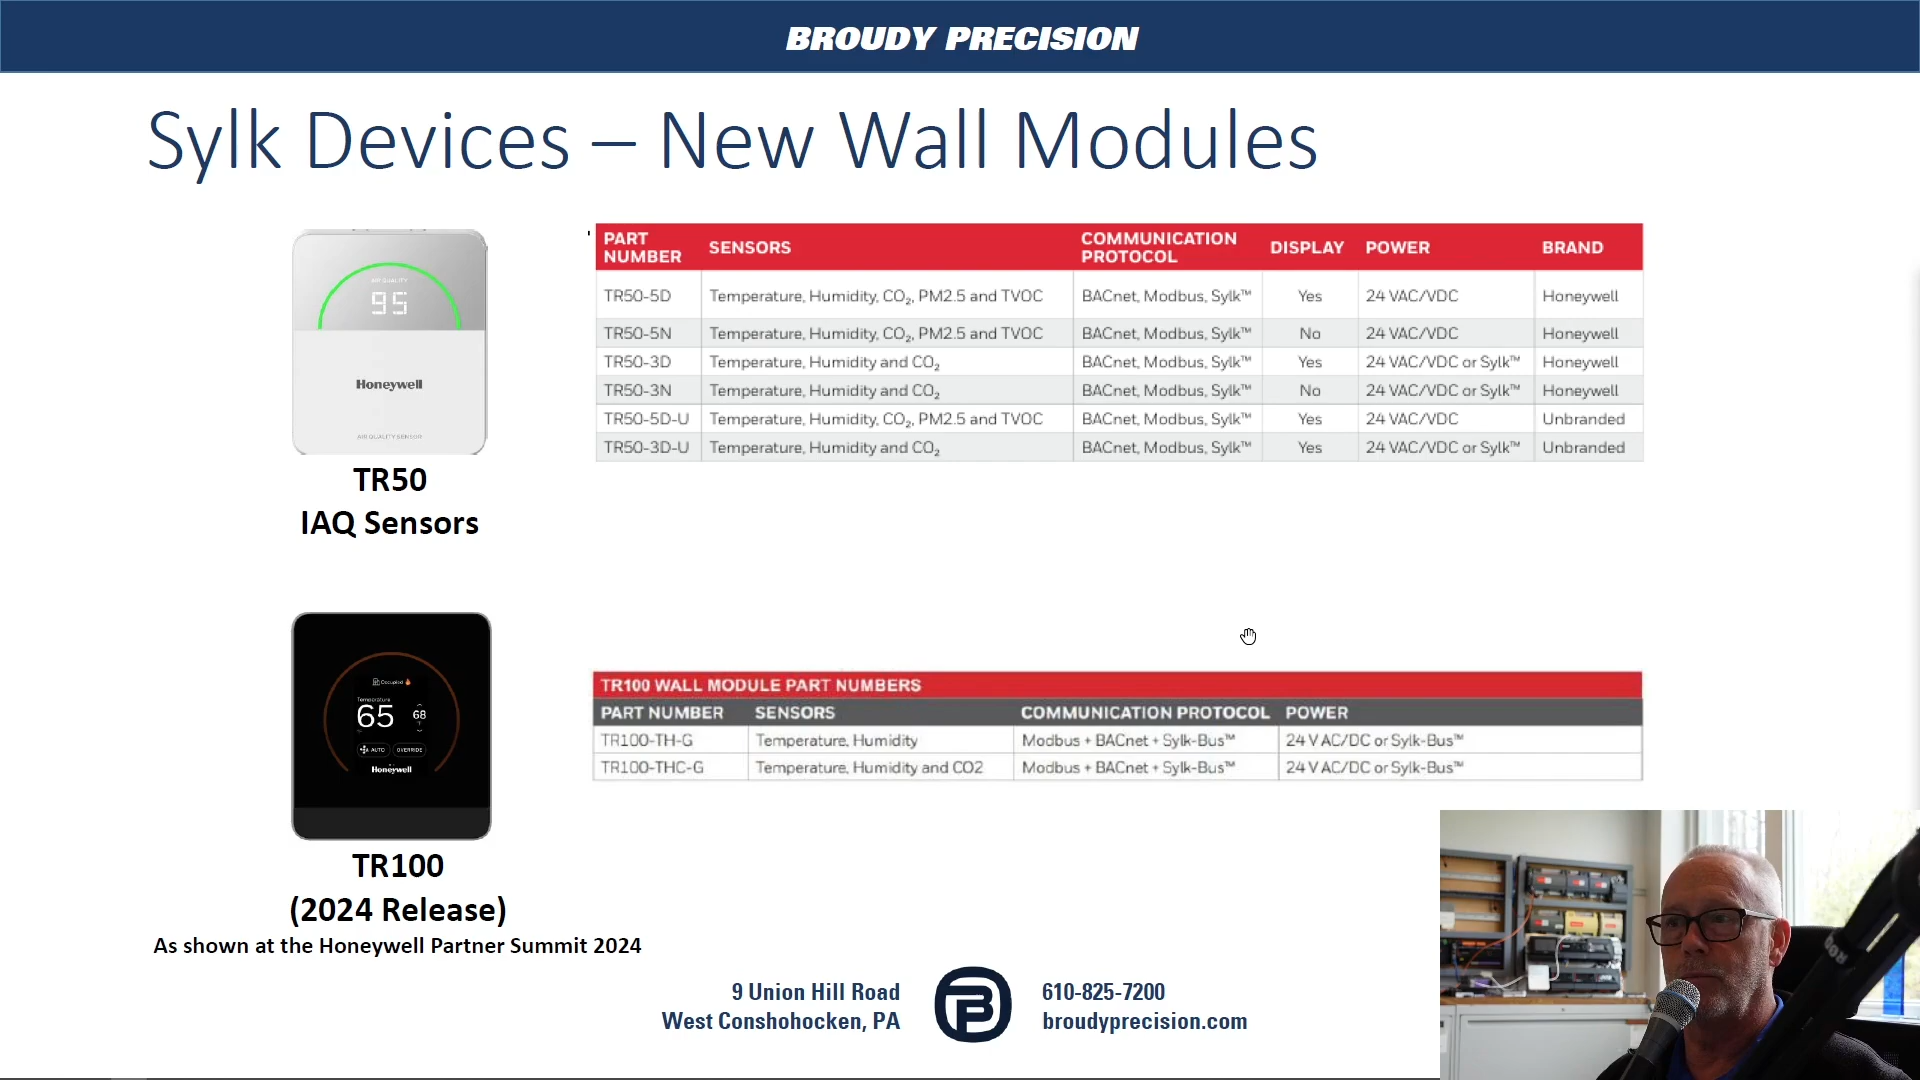 BROUDY PRECISION
Sylk Devices – New Wall Modules
AIR QUALITY
95
Honeywell
AIR QUALITY SENSOR
TR50
IAQ Sensors
PART NUMBER SENSORS COMMUNICATION PROTOCOL DISPLAY POWER BRAND
TR50-5D Temperature, Humidity, CO₂, PM2.5 and TVOC BACnet, Modbus, Sylk™ Yes 24 VAC/VDC Honeywell
TR50-5N Temperature, Humidity, CO₂, PM2.5 and TVOC BACnet, Modbus, Sylk™ No 24 VAC/VDC Honeywell
TR50-3D Temperature, Humidity and CO₂ BACnet, Modbus, Sylk™ Yes 24 VAC/VDC or Sylk™ Honeywell
TR50-3N Temperature, Humidity and CO₂ BACnet, Modbus, Sylk™ No 24 VAC/VDC or Sylk™ Honeywell
TR50-5D-U Temperature, Humidity, CO₂, PM2.5 and TVOC BACnet, Modbus, Sylk™ Yes 24 VAC/VDC Unbranded
TR50-3D-U Temperature, Humidity and CO₂ BACnet, Modbus, Sylk™ Yes 24 VAC/VDC or Sylk™ Unbranded
Occupied
Temperature
65 68
AUTO OVERRIDE
Honeywell
TR100
(2024 Release)
As shown at the Honeywell Partner Summit 2024
TR100 WALL MODULE PART NUMBERS
PART NUMBER SENSORS COMMUNICATION PROTOCOL POWER
TR100-TH-G Temperature, Humidity Modbus + BACnet + Sylk-Bus™ 24 V AC/DC or Sylk-Bus™
TR100-THC-G Temperature, Humidity and CO2 Modbus + BACnet + Sylk-Bus™ 24 V AC/DC or Sylk-Bus™
9 Union Hill Road
West Conshohocken, PA
610-825-7200
broudyprecision.com